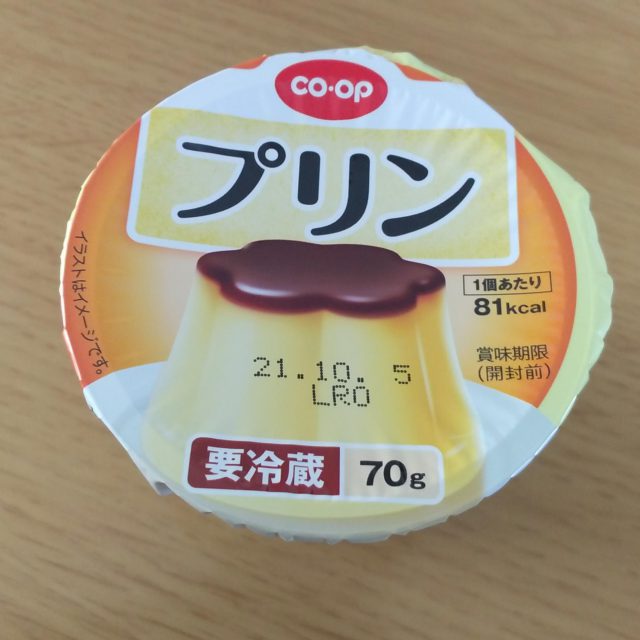 CO·OP
プリン
イラストはイメージです。
1個あたり
81kcal
賞味期限
(開封前)
21.10. 5
LRO
要冷蔵 70g